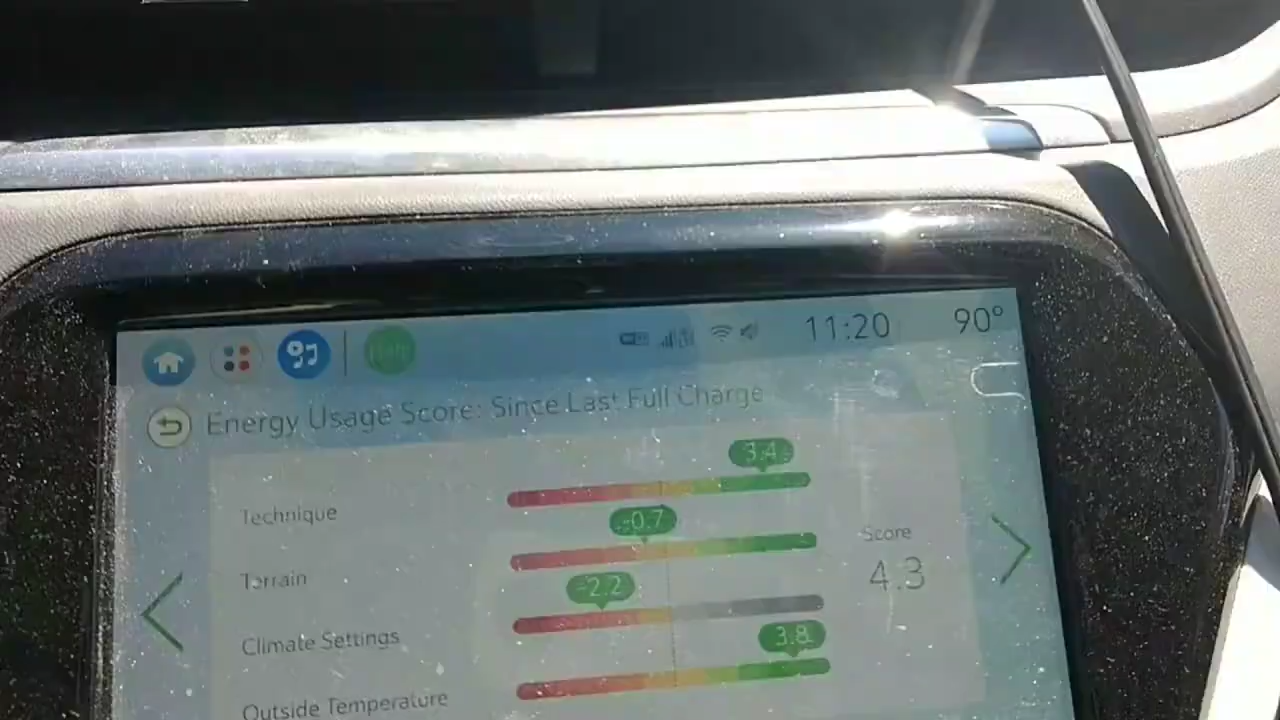 11:20 90°
Energy Usage Score: Since Last Full Charge
3.4
Technique
-0.7
Terrain
Score
4.3
-2.2
Climate Settings
3.8
Outside Temperature